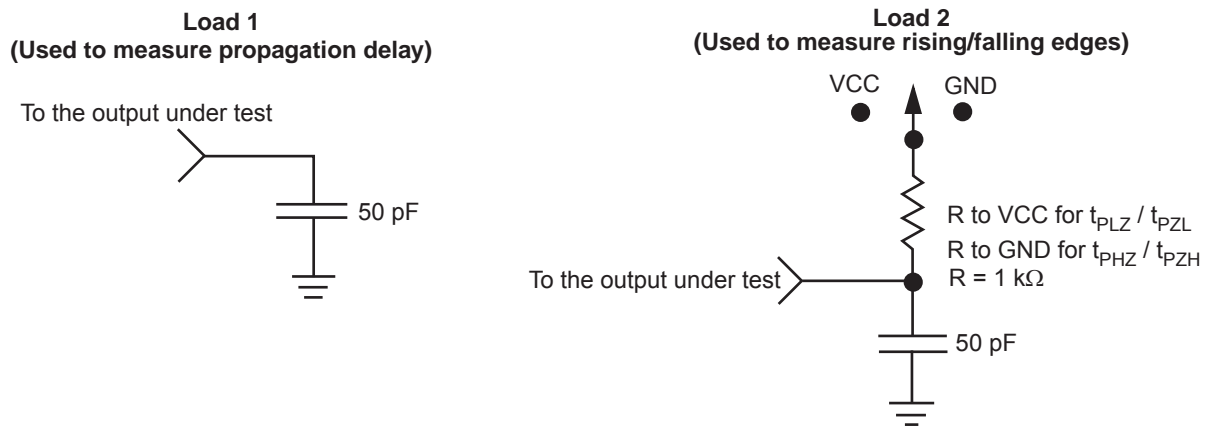 Load 1
(Used to measure propagation delay)
To the output under test
50 pF
Load 2
(Used to measure rising/falling edges)
VCC
GND
R to VCC for tPLZ / tPZL
R to GND for tPHZ / tPZH
R = 1 kΩ
To the output under test
50 pF